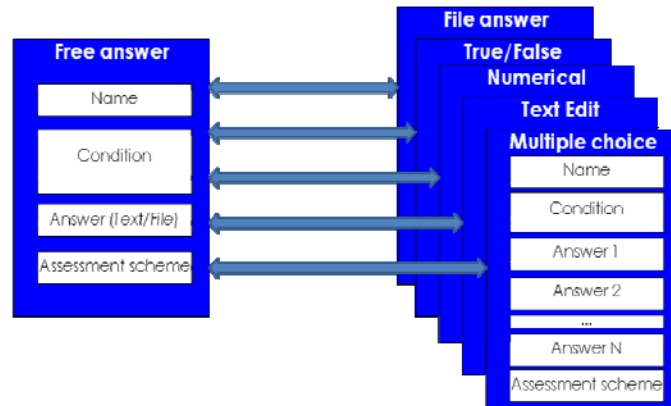 Free answer
Name
Condition
Answer (Text/File)
Assessment scheme
File answer
True/False
Numerical
Text Edit
Multiple choice
Name
Condition
Answer 1
Answer 2
...
Answer N
Assessment scheme